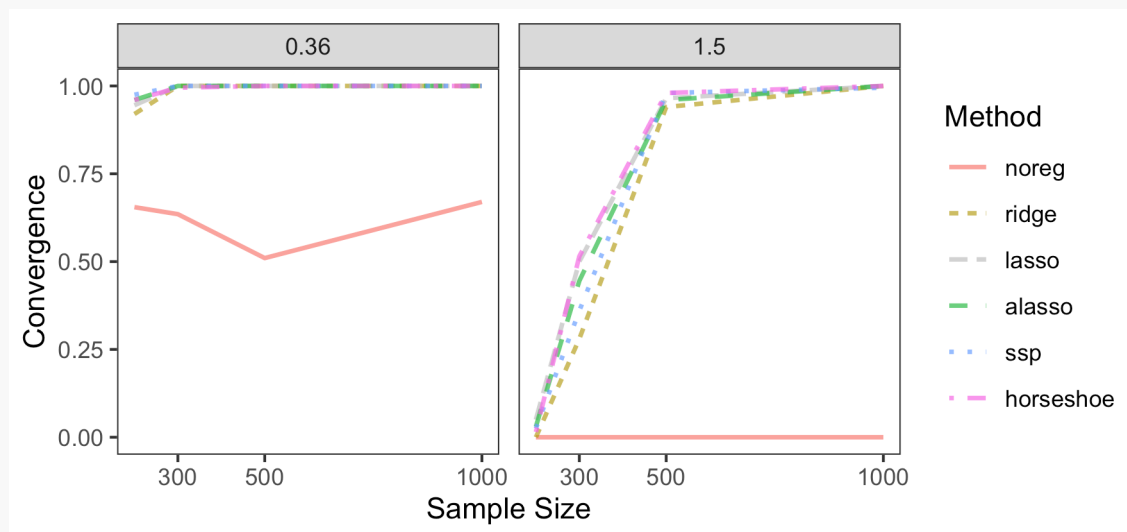 0.36
1.5
1.00
0.75
0.50
0.25
0.00
Convergence
300 500 1000
300 500 1000
Sample Size
Method
noreg
ridge
lasso
alasso
ssp
horseshoe